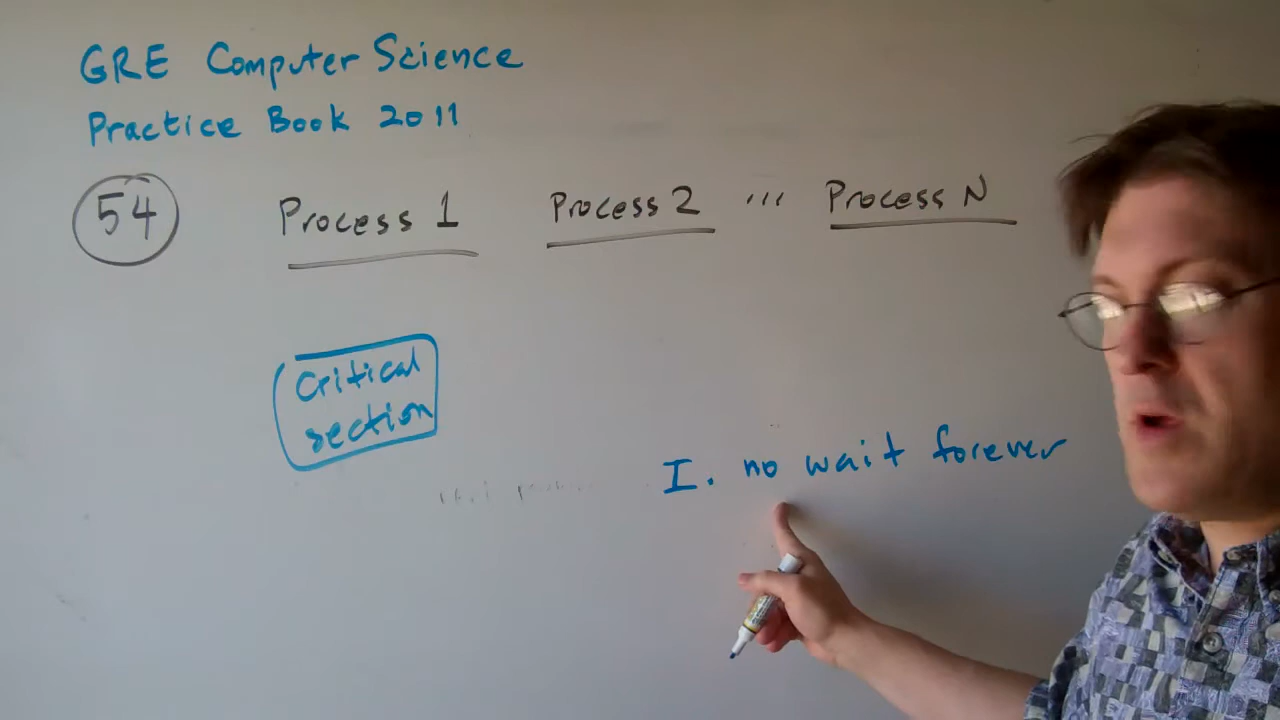 GRE Computer Science
Practice Book 2011
54 Process 1 Process 2 ... Process N
Critical
section
I. no wait forever